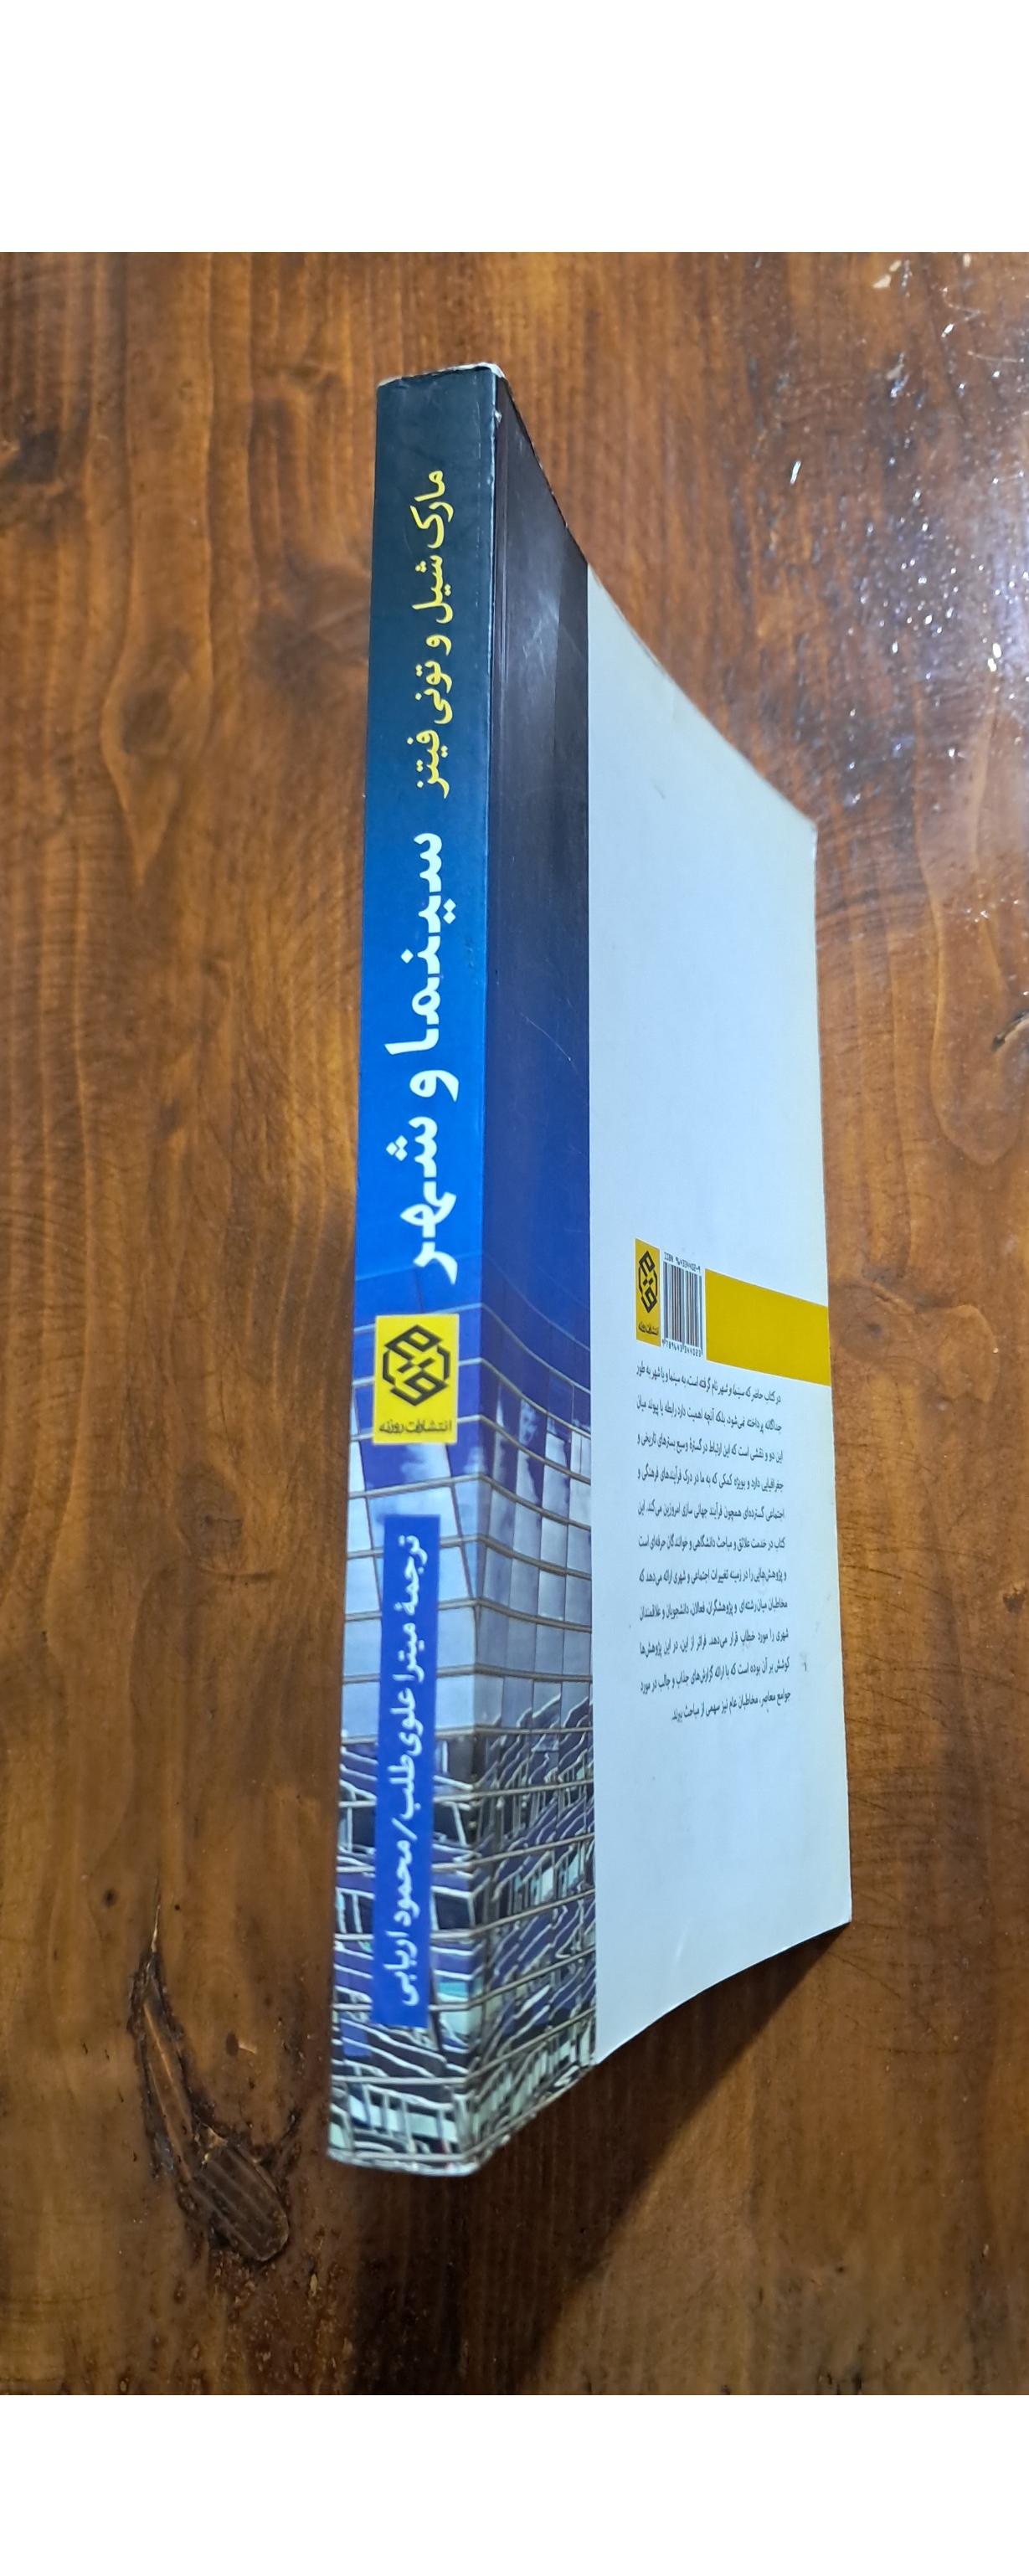 مارک شیل و تونی فیتز
سینما و شهر
انتشارات روزنه
ترجمهٔ میترا علوی‌طلب/محمود اربابی
انتشارات روزنه
در کتاب حاضر که سینما و شهر نام گرفته است، به سینما و یا شهر به طور
جداگانه پرداخته نمی‌شود، بلکه آنچه اهمیت دارد رابطه یا پیوند میان
این دو و نقشی است که این ارتباط در گسترهٔ وسیع بسترهای تاریخی و
جغرافیایی دارد و بویژه کمکی که به ما در درک فرآیندهای فرهنگی و
اجتماعی گسترده‌ای همچون فرآیند جهانی سازی امروزین می‌کند. این
کتاب در خدمت علائق و مباحث دانشگاهی و خوانندگان حرفه‌ای است
و پژوهش‌هایی را در زمینه تغییرات اجتماعی و شهری ارائه می‌دهد که
مخاطبان میان‌رشته‌ای و پژوهشگران، فعالان، دانشجویان و علاقمندان
شهری را مورد خطاب قرار می‌دهد. فراتر از این، در این پژوهش‌ها
کوشش بر آن بوده است که با ارائه گزارش‌های جذاب و جالب در مورد
جوامع معاصر، مخاطبان عام نیز سهمی از مباحث ببرند.